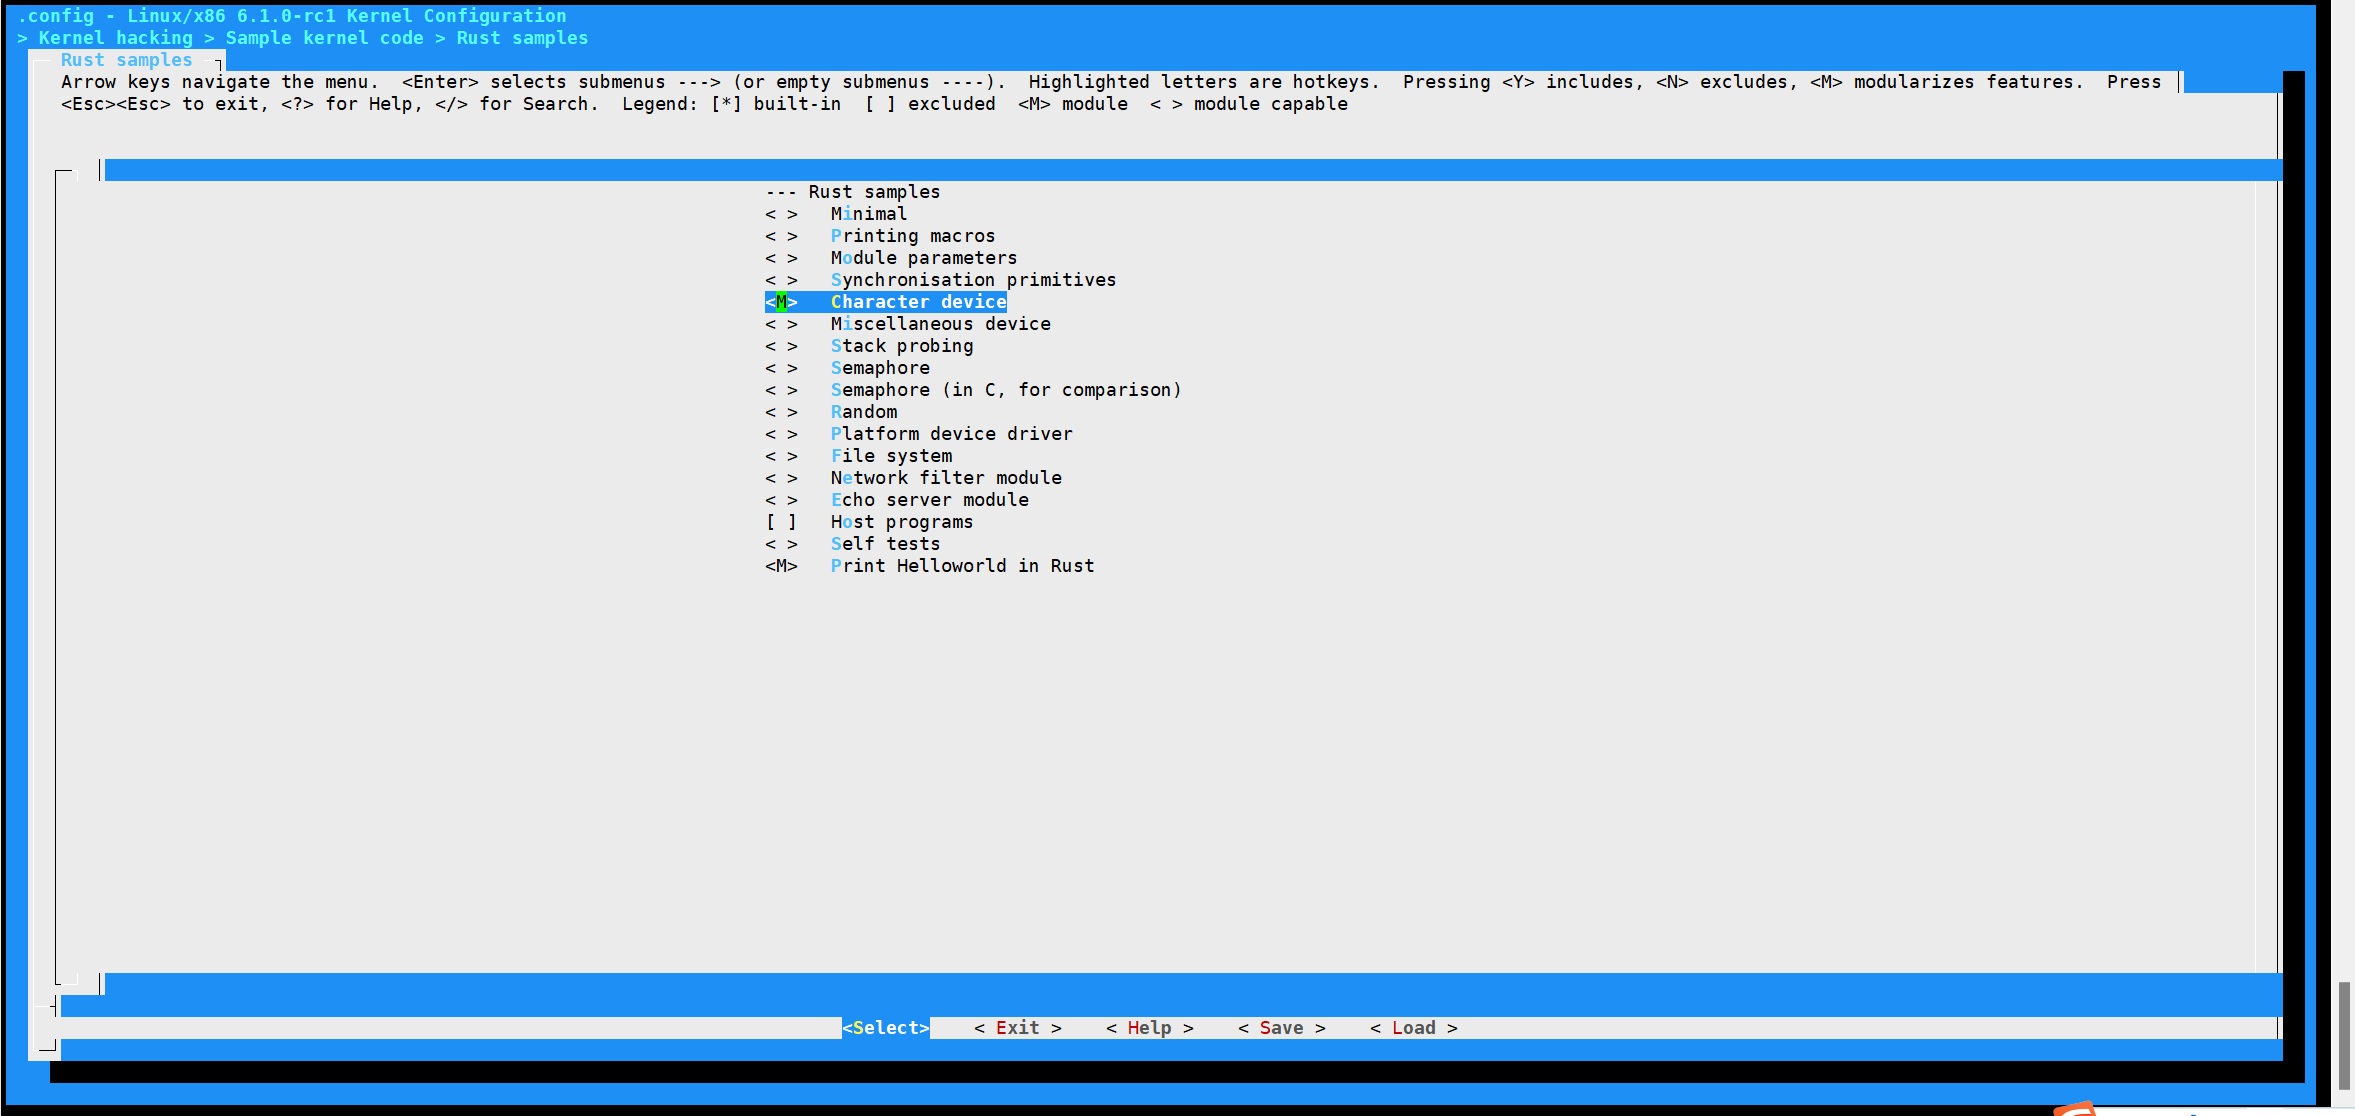 .config - Linux/x86 6.1.0-rc1 Kernel Configuration
> Kernel hacking > Sample kernel code > Rust samples
Rust samples
Arrow keys navigate the menu.  <Enter> selects submenus ---> (or empty submenus ----).  Highlighted letters are hotkeys.  Pressing <Y> includes, <N> excludes, <M> modularizes features.  Press
<Esc><Esc> to exit, <?> for Help, </> for Search.  Legend: [*] built-in  [ ] excluded  <M> module  < > module capable
--- Rust samples
< >   Minimal
< >   Printing macros
< >   Module parameters
< >   Synchronisation primitives
<M>   Character device
< >   Miscellaneous device
< >   Stack probing
< >   Semaphore
< >   Semaphore (in C, for comparison)
< >   Random
< >   Platform device driver
< >   File system
< >   Network filter module
< >   Echo server module
[ ]   Host programs
< >   Self tests
<M>   Print Helloworld in Rust
<Select>    < Exit >    < Help >    < Save >    < Load >